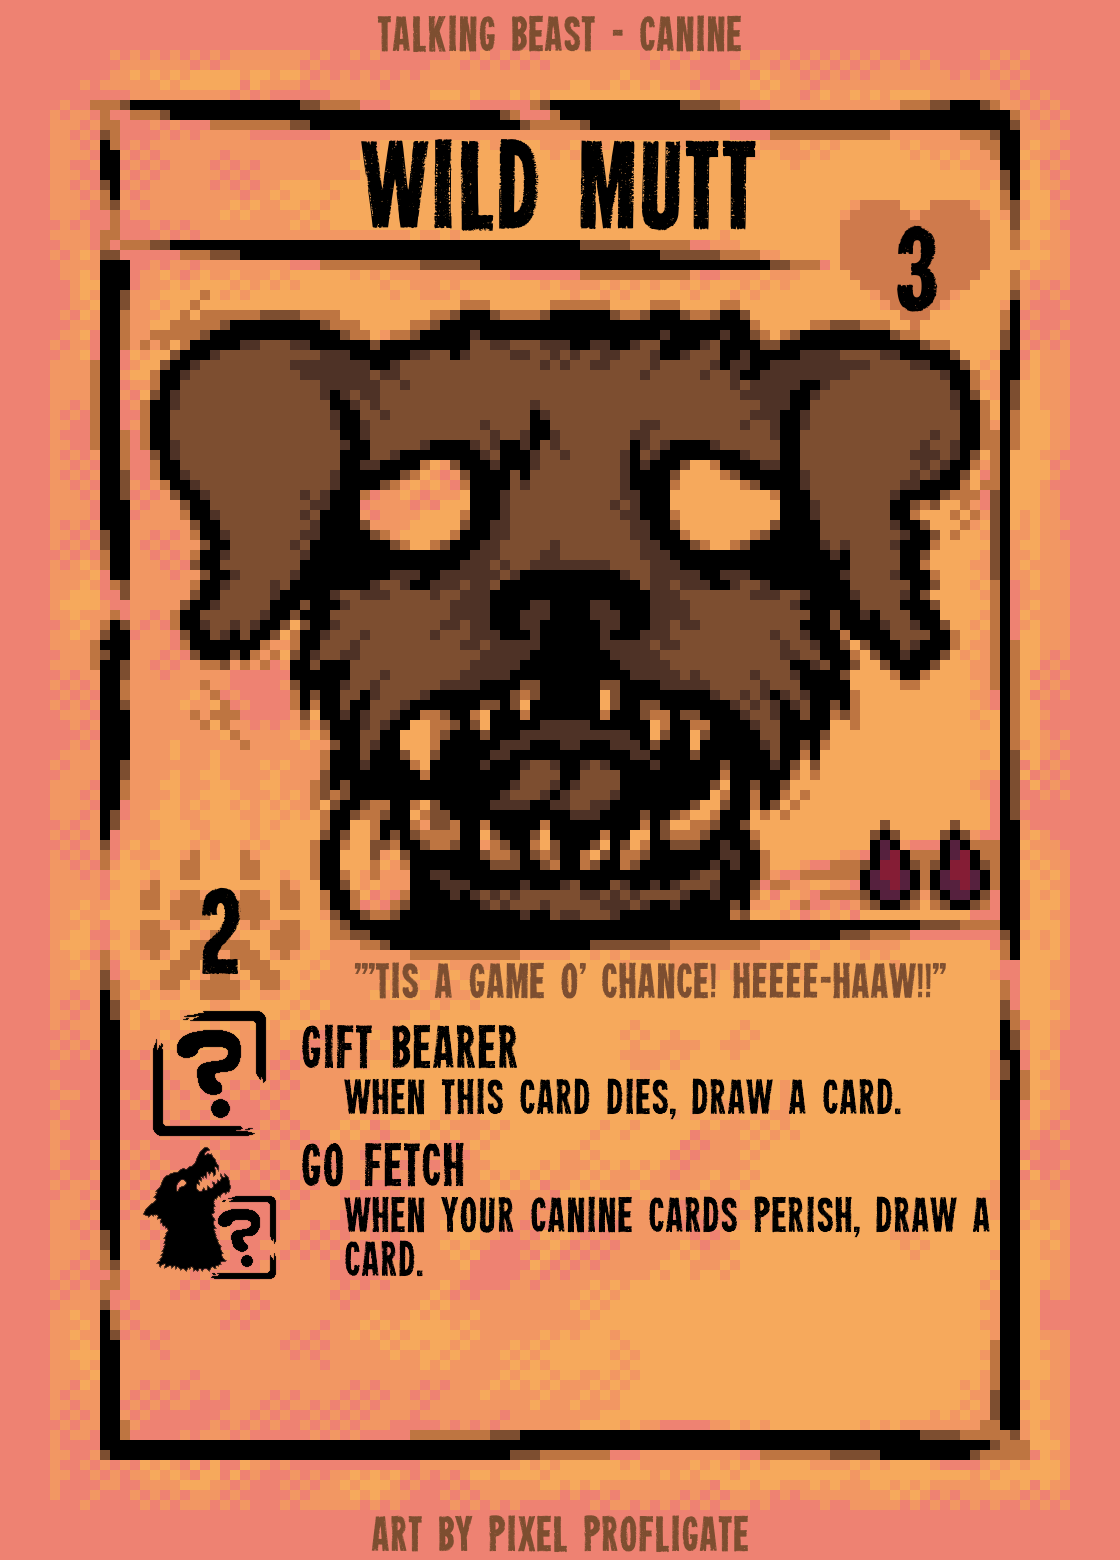 TALKING BEAST - CANINE
WILD MUTT
3
2
"'TIS A GAME O' CHANCE! HEEEE-HAAW!!"
?
GIFT BEARER
WHEN THIS CARD DIES, DRAW A CARD.
?
GO FETCH
WHEN YOUR CANINE CARDS PERISH, DRAW A
CARD.
ART BY PIXEL PROFLIGATE